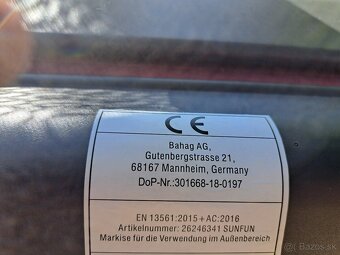 CE
Bahag AG,
Gutenbergstrasse 21,
68167 Mannheim, Germany
DoP-Nr.:301668-18-0197
EN 13561:2015+AC:2016
Artikelnummer: 26246341 SUNFUN
Markise für die Verwendung im Außenbereich
Bazos.sk